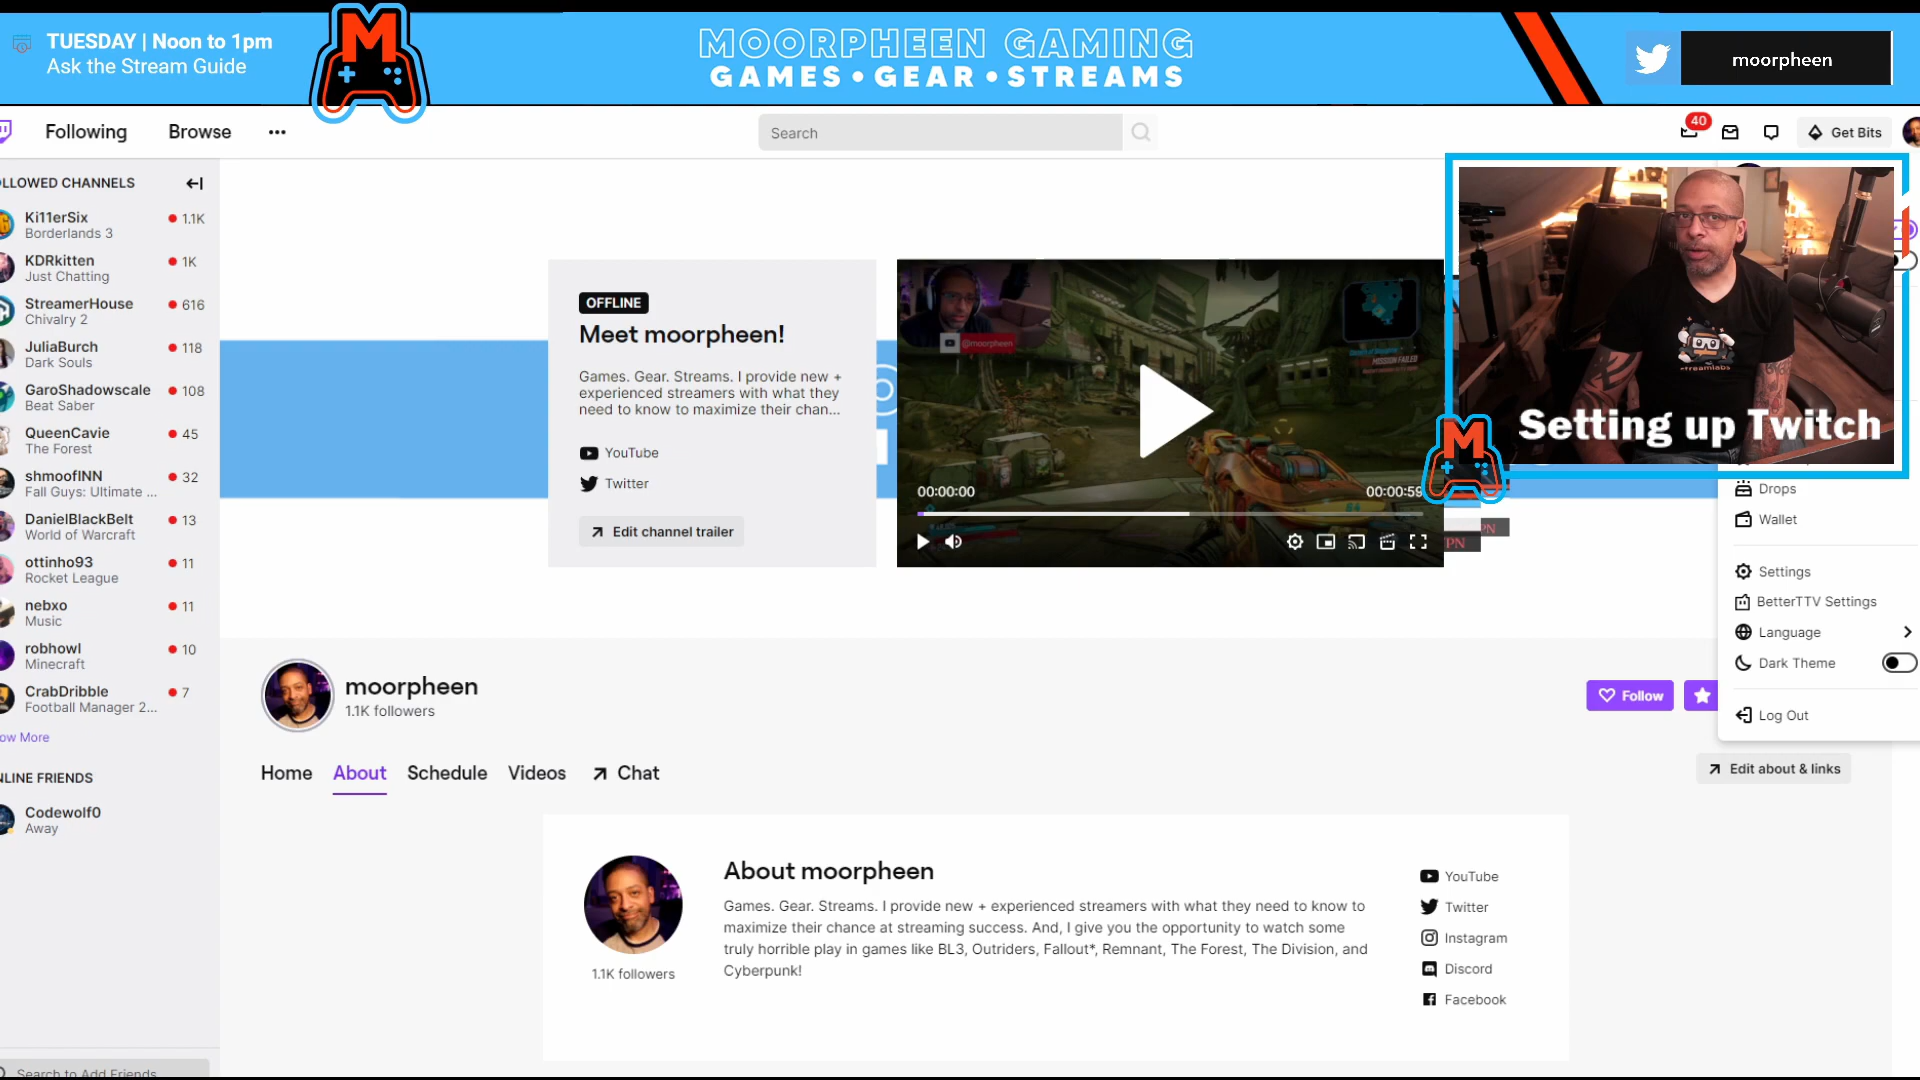 TUESDAY | Noon to 1pm
Ask the Stream Guide
M
MOORPHEEN GAMING
GAMES • GEAR • STREAMS
moorpheen
Following
Browse
Search
40
Get Bits
LLOWED CHANNELS
Ki11erSix
1.1K
Borderlands 3
KDRkitten
1K
Just Chatting
StreamerHouse
616
Chivalry 2
JuliaBurch
118
Dark Souls
GaroShadowscale
108
Beat Saber
QueenCavie
45
The Forest
shmoofINN
32
Fall Guys: Ultimate ...
DanielBlackBelt
13
World of Warcraft
ottinho93
11
Rocket League
nebxo
11
Music
robhowl
10
Minecraft
CrabDribble
7
Football Manager 2...
ow More
LINE FRIENDS
Codewolf0
Away
Search to Add Friends
OFFLINE
Meet moorpheen!
Games. Gear. Streams. I provide new +
experienced streamers with what they
need to know to maximize their chan...
YouTube
Twitter
Edit channel trailer
@moorpheen
MISSION FAILED
00:00:00
00:00:59
streamlabs
Setting up Twitch
M
PN
PN
Drops
Wallet
Settings
BetterTTV Settings
Language
Dark Theme
Log Out
moorpheen
1.1K followers
Follow
Home
About
Schedule
Videos
Chat
Edit about & links
About moorpheen
Games. Gear. Streams. I provide new + experienced streamers with what they need to know to
maximize their chance at streaming success. And, I give you the opportunity to watch some
truly horrible play in games like BL3, Outriders, Fallout*, Remnant, The Forest, The Division, and
Cyberpunk!
1.1K followers
YouTube
Twitter
Instagram
Discord
Facebook